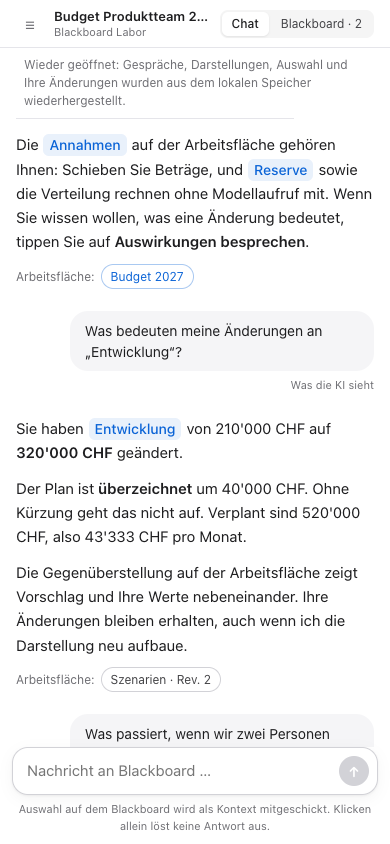 ≡
Budget Produktteam 2...
Blackboard Labor
Chat
Blackboard · 2
Wieder geöffnet: Gespräche, Darstellungen, Auswahl und
Ihre Änderungen wurden aus dem lokalen Speicher
wiederhergestellt.
Die Annahmen auf der Arbeitsfläche gehören
Ihnen: Schieben Sie Beträge, und Reserve sowie
die Verteilung rechnen ohne Modellaufruf mit. Wenn
Sie wissen wollen, was eine Änderung bedeutet,
tippen Sie auf Auswirkungen besprechen.
Arbeitsfläche: Budget 2027
Was bedeuten meine Änderungen an
„Entwicklung“?
Was die KI sieht
Sie haben Entwicklung von 210'000 CHF auf
320'000 CHF geändert.
Der Plan ist überzeichnet um 40'000 CHF. Ohne
Kürzung geht das nicht auf. Verplant sind 520'000
CHF, also 43'333 CHF pro Monat.
Die Gegenüberstellung auf der Arbeitsfläche zeigt
Vorschlag und Ihre Werte nebeneinander. Ihre
Änderungen bleiben erhalten, auch wenn ich die
Darstellung neu aufbaue.
Arbeitsfläche: Szenarien · Rev. 2
Was passiert, wenn wir zwei Personen
Nachricht an Blackboard ...
Auswahl auf dem Blackboard wird als Kontext mitgeschickt. Klicken
allein löst keine Antwort aus.